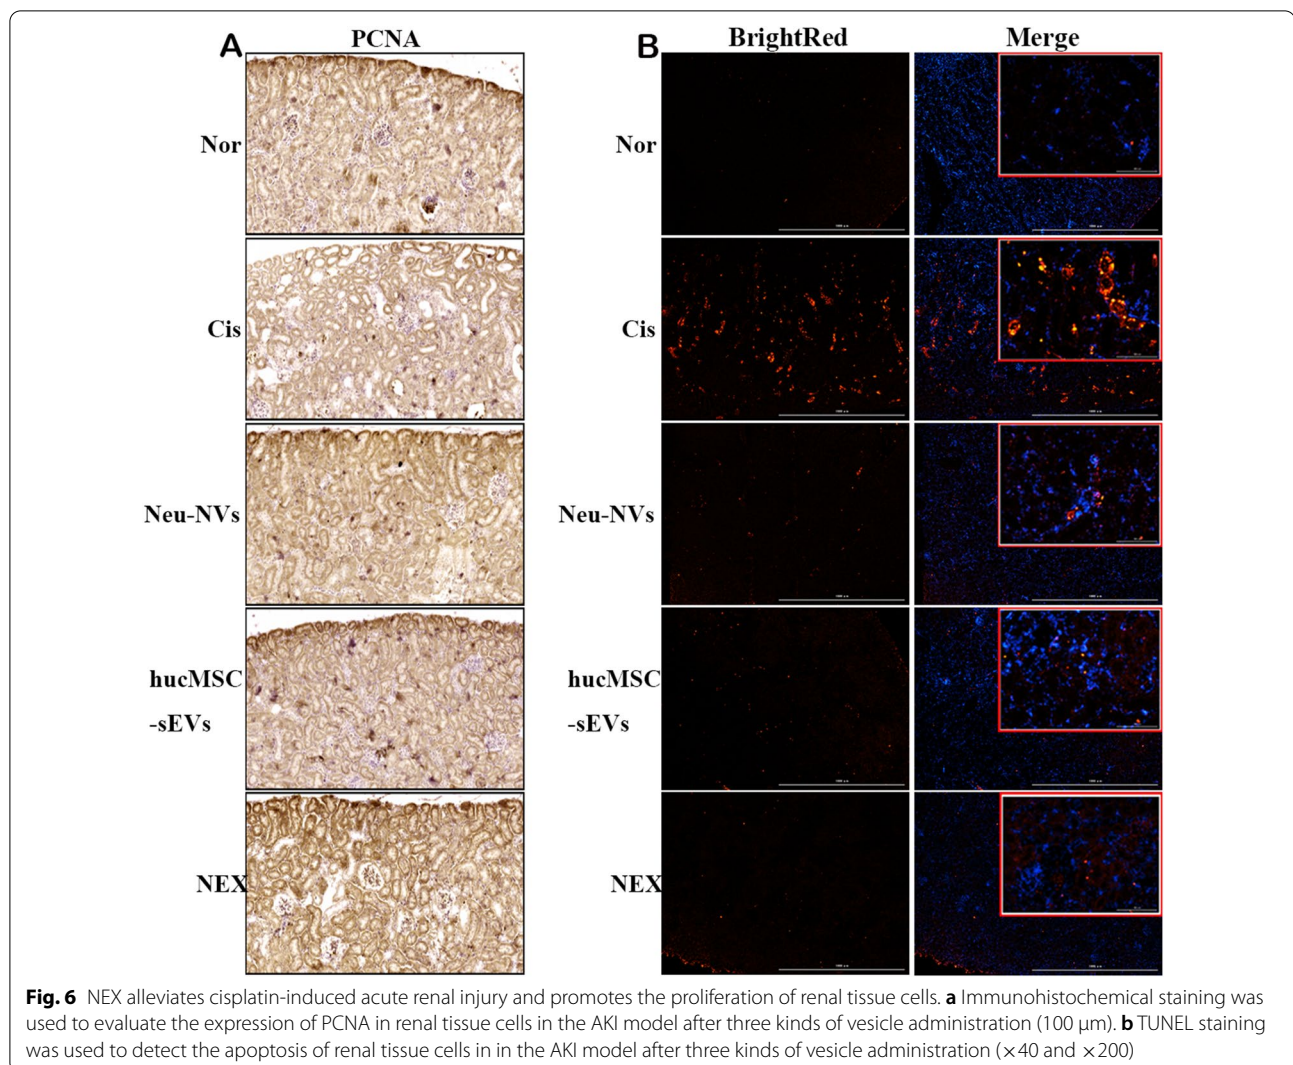 A
PCNA
B
BrightRed
Merge
Nor
Nor
Cis
Cis
Neu-NVs
Neu-NVs
hucMSC
-sEVs
hucMSC
-sEVs
NEX
NEX
Fig. 6 NEX alleviates cisplatin-induced acute renal injury and promotes the proliferation of renal tissue cells. a Immunohistochemical staining was
used to evaluate the expression of PCNA in renal tissue cells in the AKI model after three kinds of vesicle administration (100 μm). b TUNEL staining
was used to detect the apoptosis of renal tissue cells in in the AKI model after three kinds of vesicle administration (×40 and ×200)